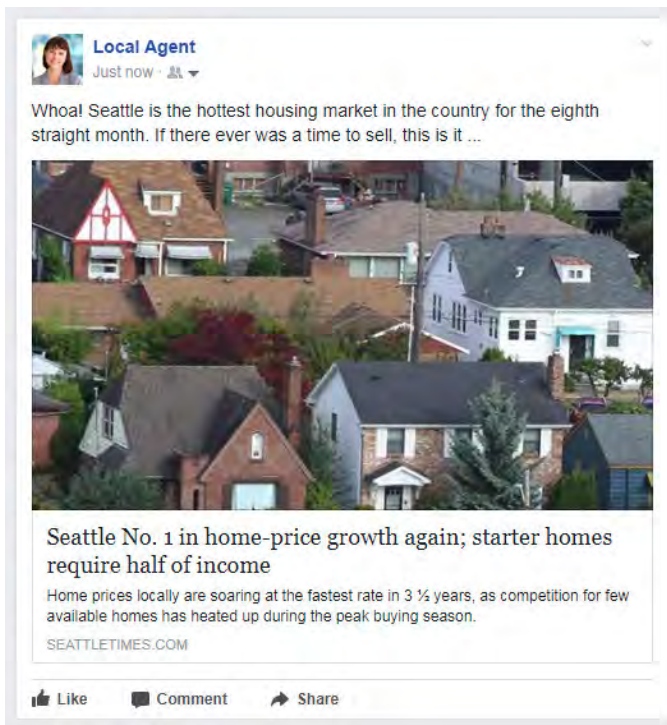 Local Agent
Just now ·
Whoa! Seattle is the hottest housing market in the country for the eighth
straight month. If there ever was a time to sell, this is it ...
Seattle No. 1 in home-price growth again; starter homes
require half of income
Home prices locally are soaring at the fastest rate in 3 ½ years, as competition for few
available homes has heated up during the peak buying season.
SEATTLETIMES.COM
Like Comment Share